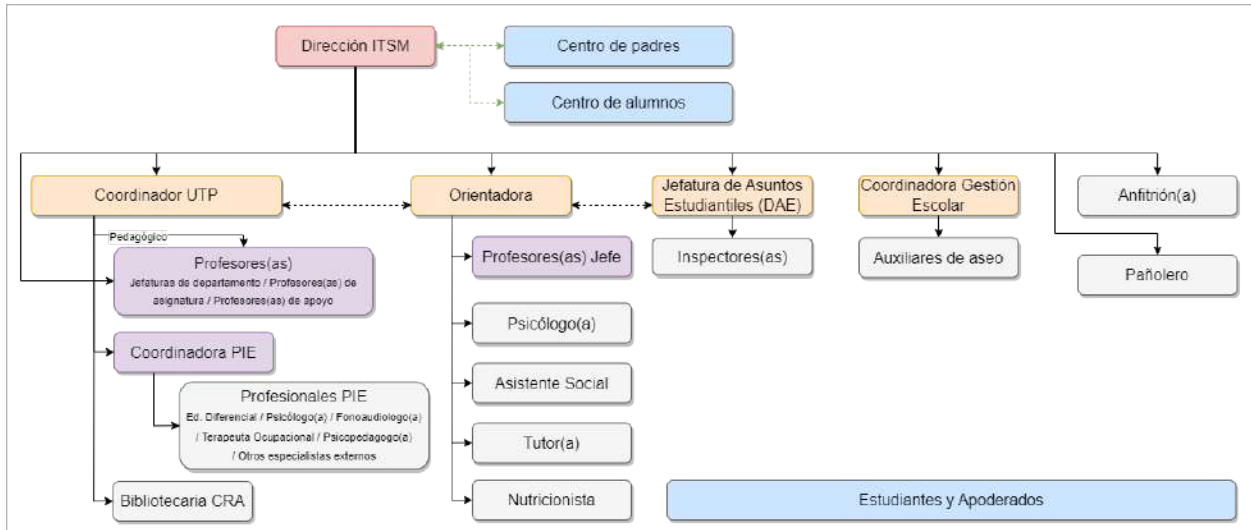 Dirección ITSM
Centro de padres
Centro de alumnos
Coordinador UTP
Orientadora
Jefatura de Asuntos
Estudiantiles (DAE)
Coordinadora Gestión
Escolar
Anfitrión(a)
Pedagógico
Profesores(as)
Jefaturas de departamento / Profesores(as) de
asignatura / Profesores(as) de apoyo
Profesores(as) Jefe
Inspectores(as)
Auxiliares de aseo
Pañolero
Psicólogo(a)
Coordinadora PIE
Asistente Social
Profesionales PIE
Ed. Diferencial / Psicólogo(a) / Fonoaudiologo(a)
/ Terapeuta Ocupacional / Psicopedagogo(a)
/ Otros especialistas externos
Tutor(a)
Bibliotecaria CRA
Nutricionista
Estudiantes y Apoderados